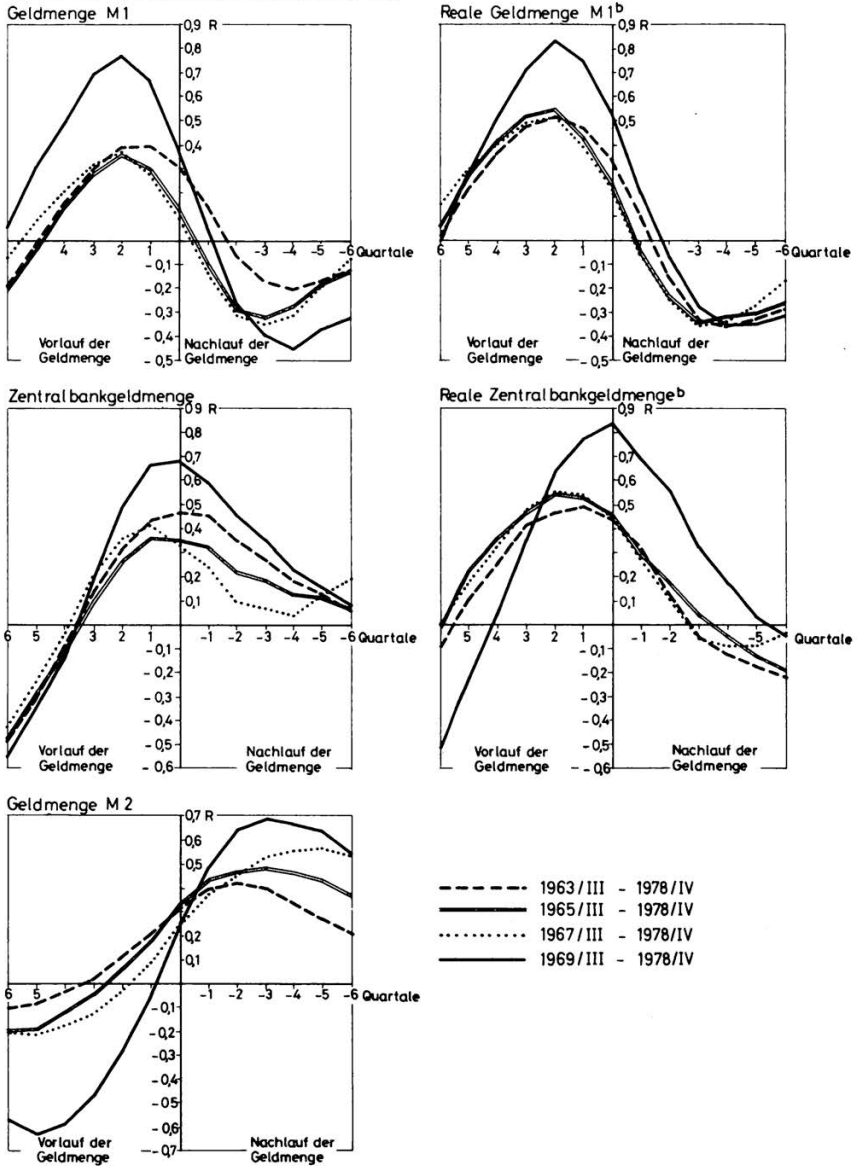 Geldmenge M1
0,9 R
0,8
0,7
0,6
0,5
0,4
6 5 4 3 2 1 -3 -4 -5 -6 Quartale
-0,1
-0,2
-0,3
-0,4
-0,5
Vorlauf der Geldmenge
Nachlauf der Geldmenge
Reale Geldmenge M1b
0,9 R
0,8
0,7
0,6
0,5
6 5 4 3 2 1 -1 -2 -3 -4 -5 -6 Quartale
-0,1
-0,2
-0,3
-0,4
-0,5
Vorlauf der Geldmenge
Nachlauf der Geldmenge
Zentralbankgeldmenge
0,9 R
0,8
0,7
0,6
0,5
0,4
0,2
0,1
6 5 4 3 2 1 -1 -2 -3 -4 -5 -6 Quartale
-0,1
-0,2
-0,3
-0,4
-0,5
-0,6
Vorlauf der Geldmenge
Nachlauf der Geldmenge
Reale Zentralbankgeldmengeb
0,9 R
0,8
0,7
0,6
0,5
0,2
0,1
6 5 4 3 2 1 -1 -2 -5 -6 Quartale
-0,1
-0,2
-0,3
-0,4
-0,5
-0,6
Vorlauf der Geldmenge
Nachlauf der Geldmenge
Geldmenge M2
0,7 R
0,6
0,5
0,2
0,1
6 5 3 2 1 -1 -2 -3 -4 -5 -6 Quartale
-0,1
-0,2
-0,3
-0,4
-0,5
-0,6
-0,7
Vorlauf der Geldmenge
Nachlauf der Geldmenge
1963/III - 1978/IV
1965/III - 1978/IV
1967/III - 1978/IV
1969/III - 1978/IV